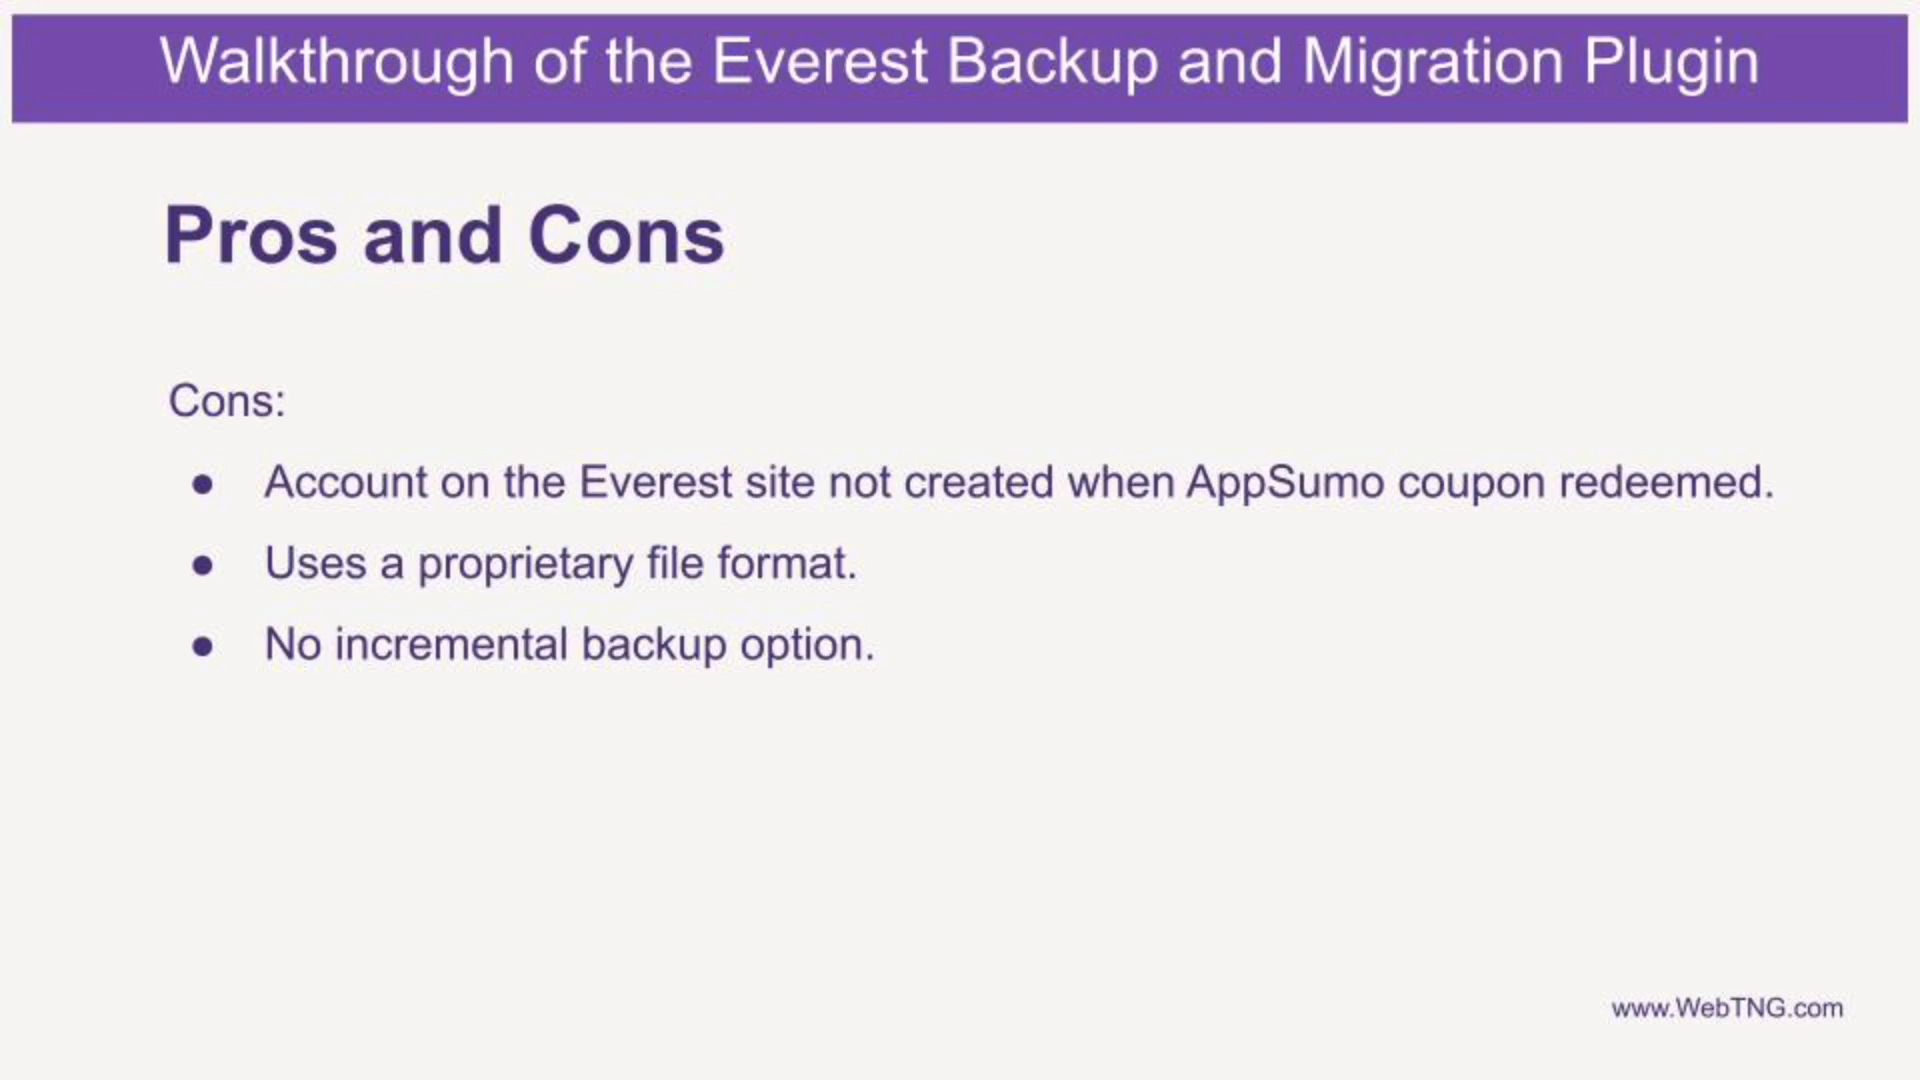 Walkthrough of the Everest Backup and Migration Plugin
Pros and Cons
Cons:
● Account on the Everest site not created when AppSumo coupon redeemed.
● Uses a proprietary file format.
● No incremental backup option.
www.WebTNG.com